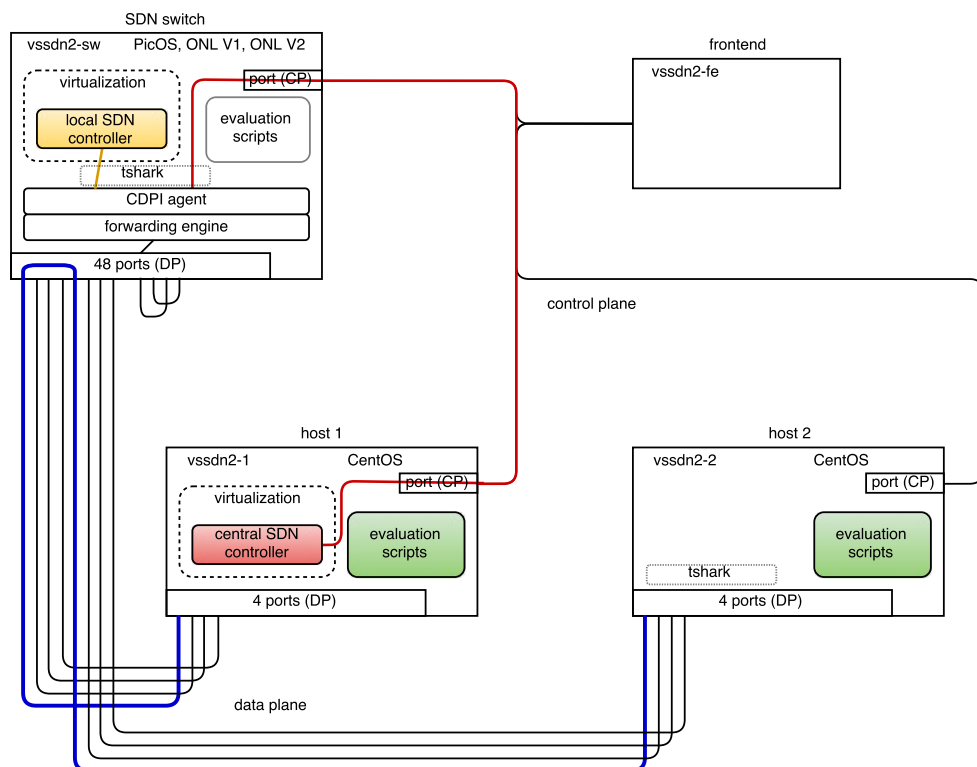 SDN switch
vssdn2-sw
PicOS, ONL V1, ONL V2
virtualization
port (CP)
local SDN
controller
evaluation
scripts
tshark
CDPI agent
forwarding engine
48 ports (DP)
frontend
vssdn2-fe
control plane
host 1
vssdn2-1
CentOS
port (CP)
virtualization
central SDN
controller
evaluation
scripts
4 ports (DP)
host 2
vssdn2-2
CentOS
port (CP)
evaluation
scripts
tshark
4 ports (DP)
data plane